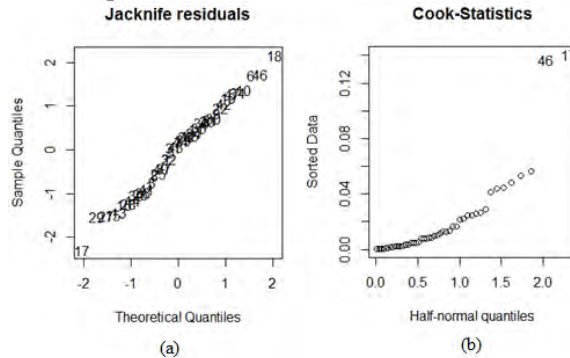 Jacknife residuals
Cook-Statistics
Sample Quantiles
2
1
0
-1
-2
18
646
17
-2
-1
0
1
2
Theoretical Quantiles
(a)
Sorted Data
0.12
0.08
0.04
0.00
46
0.0
0.5
1.0
1.5
2.0
Half-normal quantiles
(b)